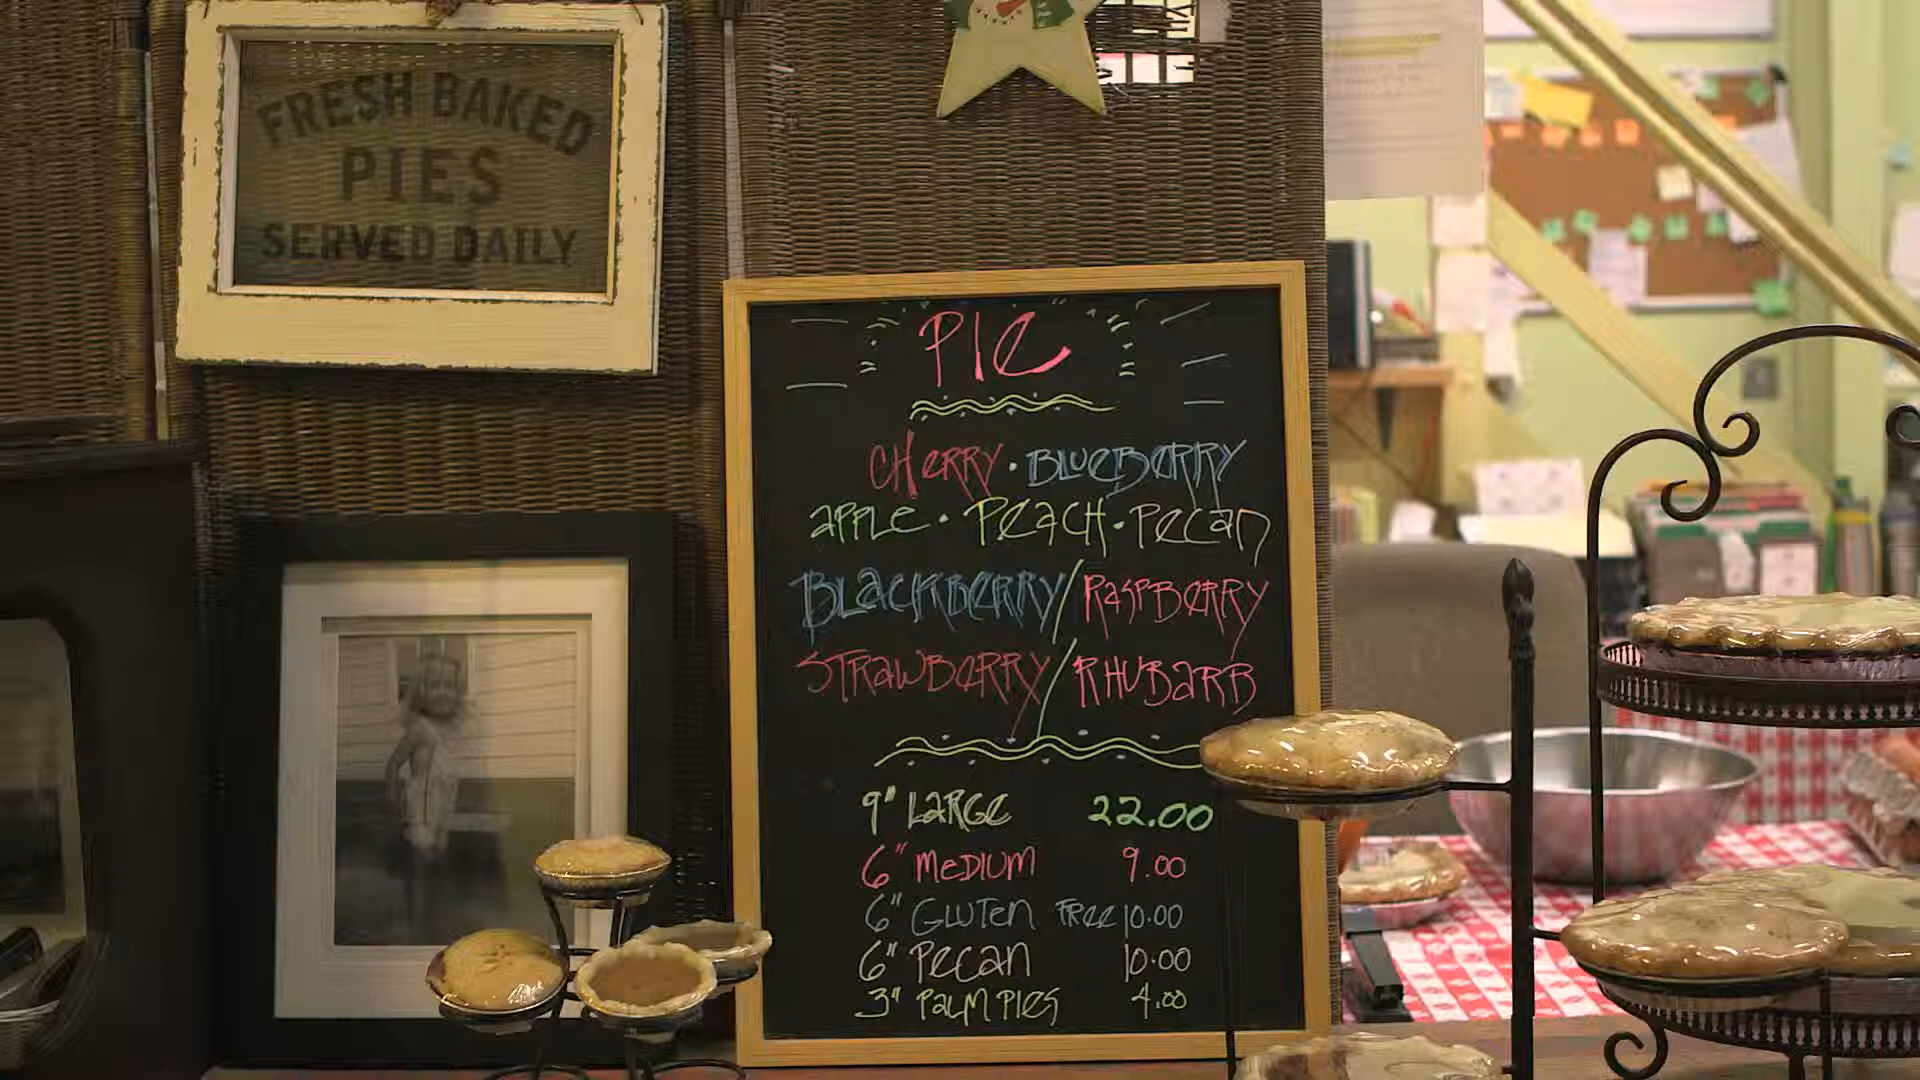 FRESH BAKED
PIES
SERVED DAILY
PIE
CHERRY · BLUEBERRY
APPLE · PEACH · PECAN
BLACKBERRY / RASPBERRY
STRAWBERRY / RHUBARB
9" LARGE 22.00
6" MEDIUM 9.00
6" GLUTEN FREE 10.00
6" PECAN 10.00
3" PALM PIES 4.00